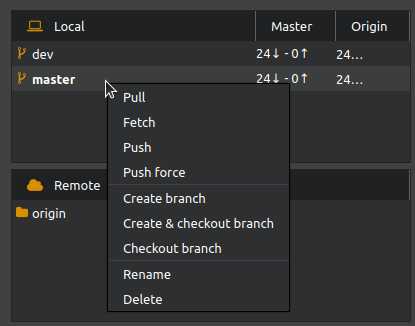 Local Master Origin
dev 24↓ - 0↑ 24...
master 24↓ - 0↑ 24...
Pull
Fetch
Push
Push force
Remote
Create branch
origin
Create & checkout branch
Checkout branch
Rename
Delete